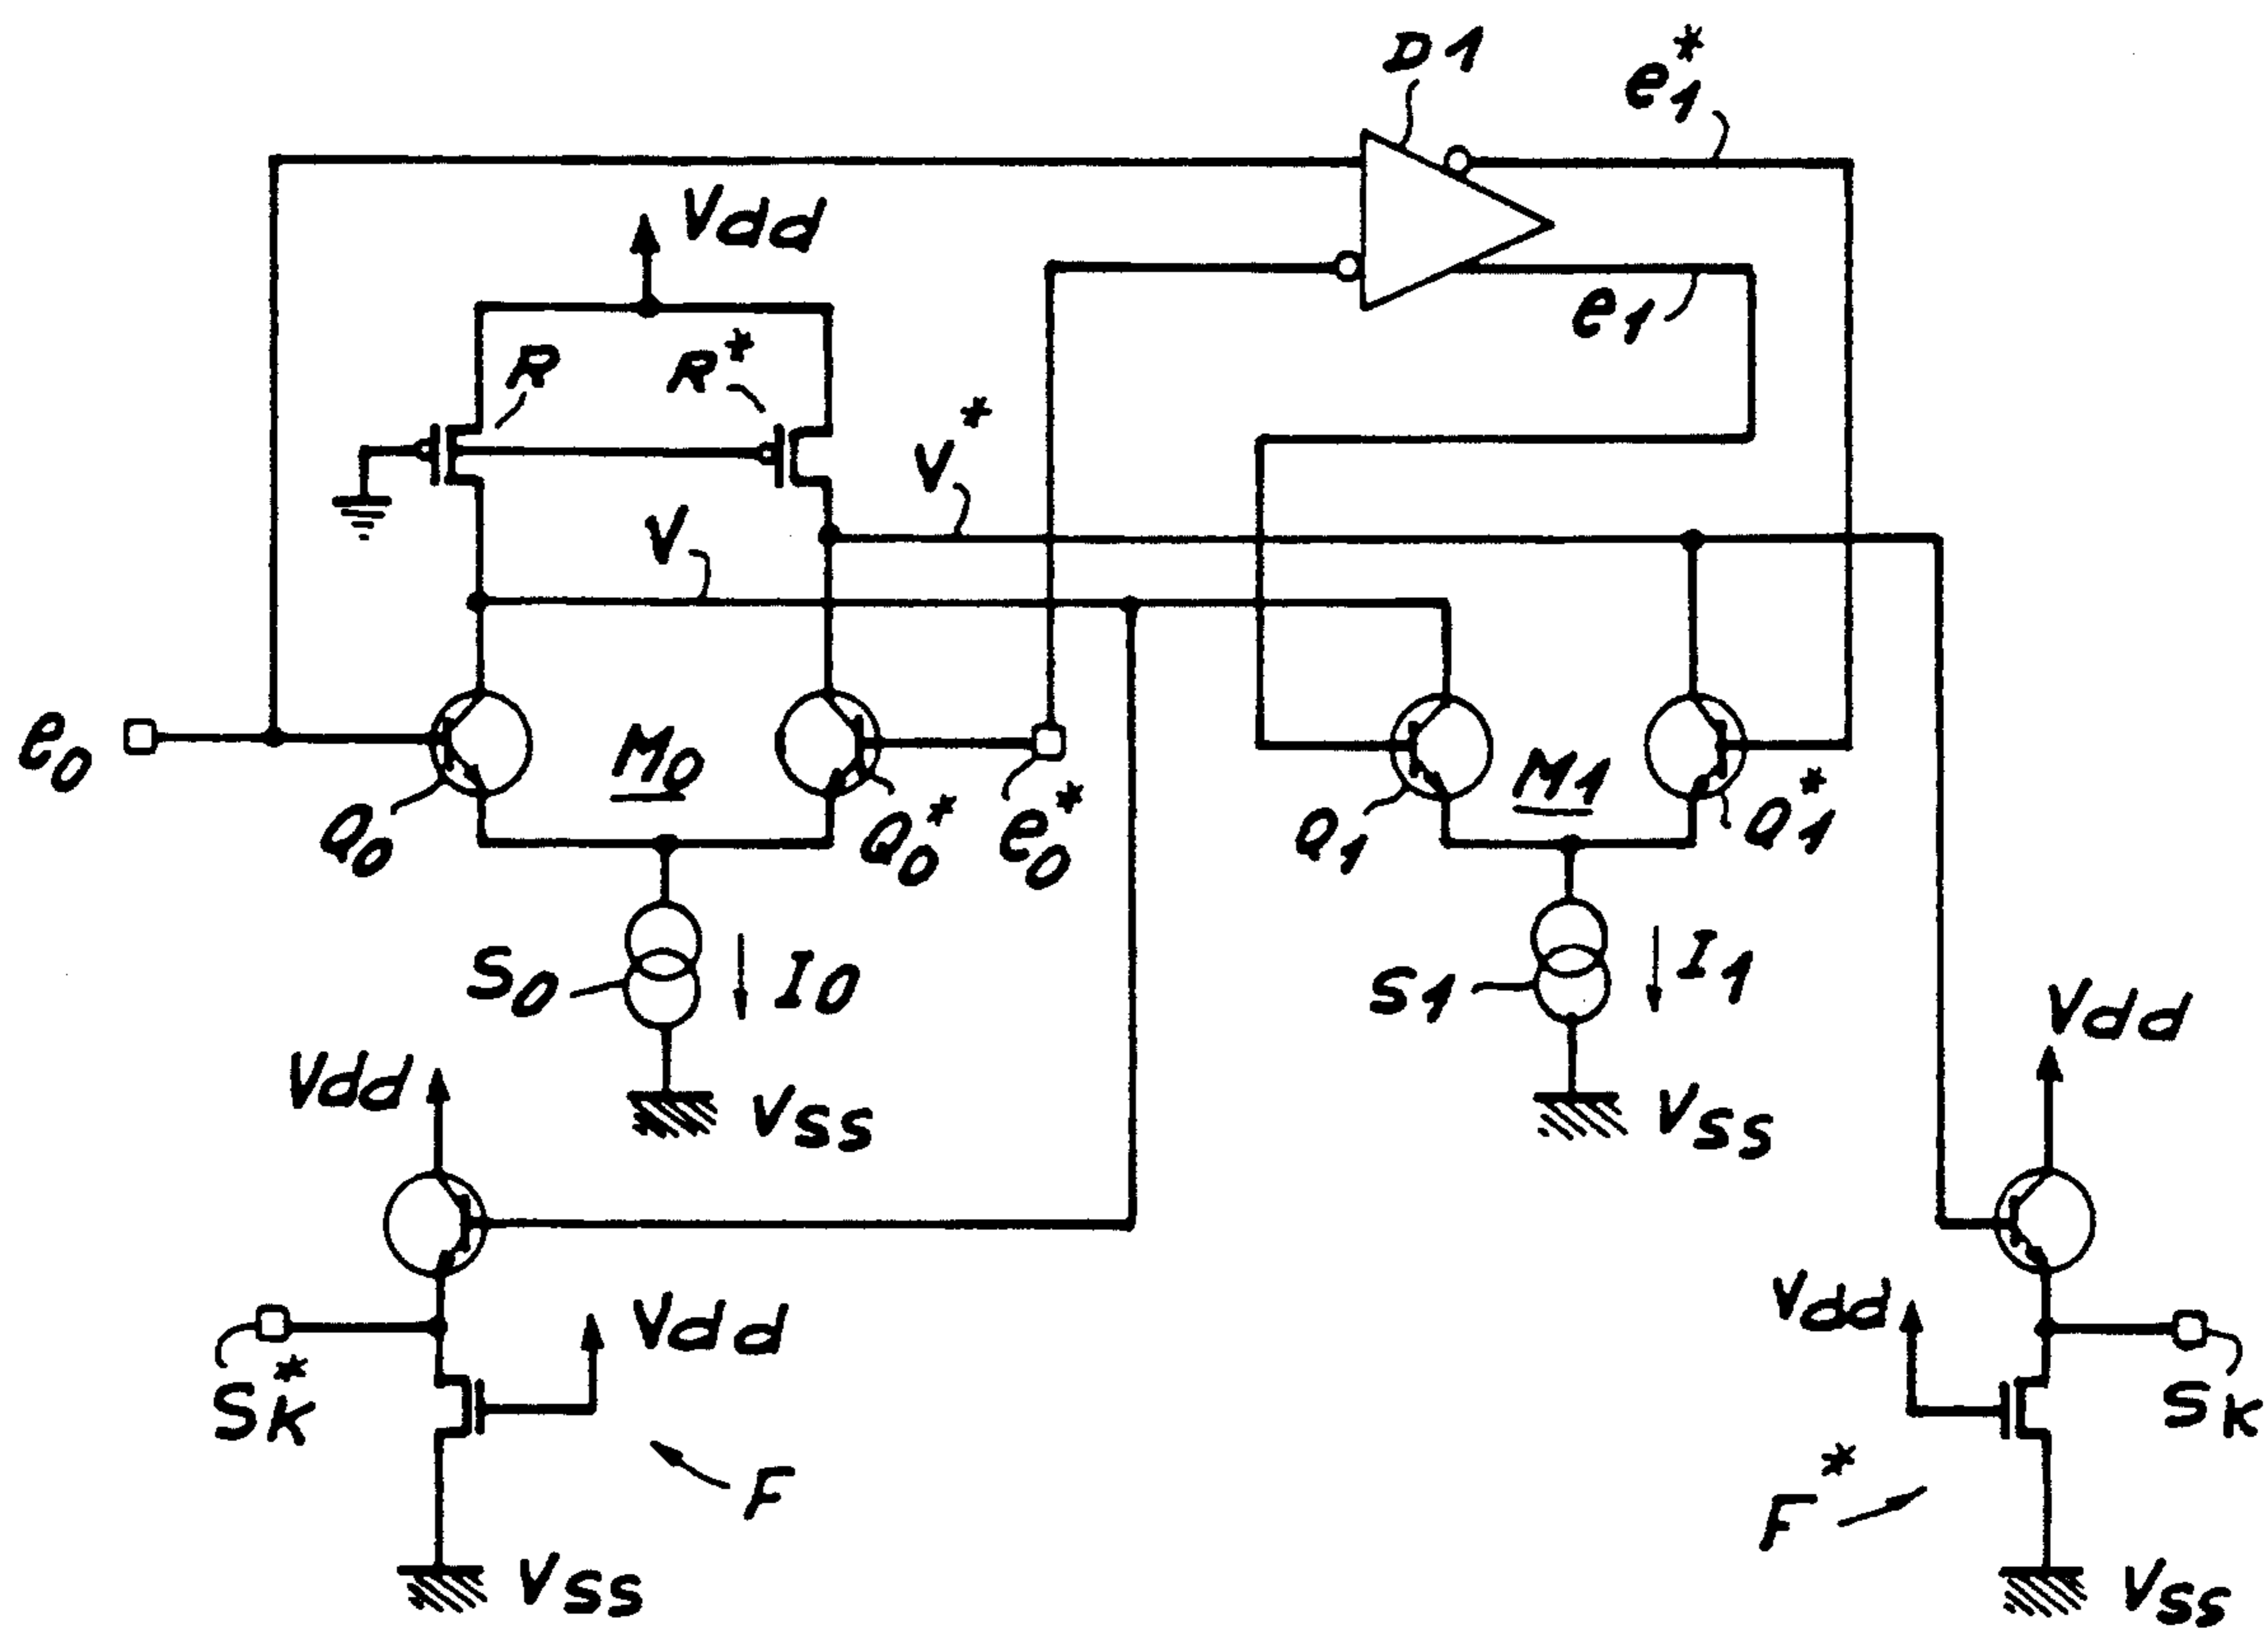 D1
e1*
Vdd
e1
R
R*
V*
V
e0
M0
Q0
Q0*
e0*
M1
Q1
Q1*
S0
I0
S1
I1
Vdd
Vdd
Vss
Vss
Vdd
Vdd
SK*
SK
F
F*
Vss
Vss